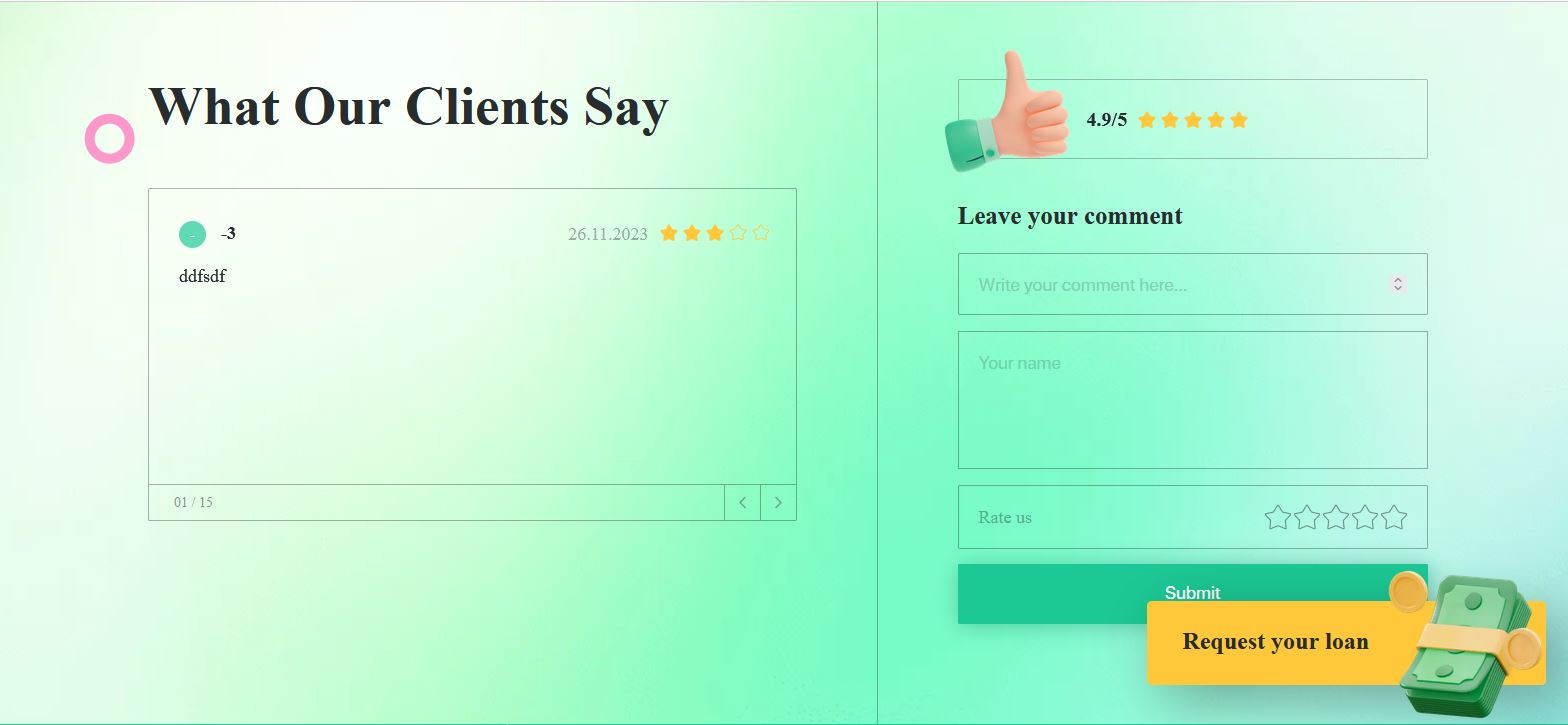 What Our Clients Say
- -3 26.11.2023
ddfsdf
01 / 15
4.9/5
Leave your comment
Write your comment here...
Your name
Rate us
Submit
Request your loan